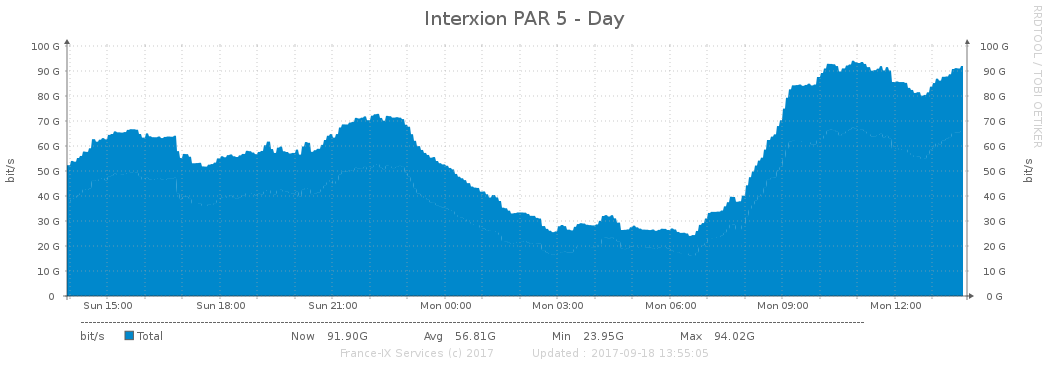 Interxion PAR 5 - Day
RRDTOOL / TOBI OETIKER
bit/s
100 G
90 G
80 G
70 G
60 G
50 G
40 G
30 G
20 G
10 G
0
100 G
90 G
80 G
70 G
60 G
50 G
40 G
30 G
20 G
10 G
0 G
bit/s
Sun 15:00 Sun 18:00 Sun 21:00 Mon 00:00 Mon 03:00 Mon 06:00 Mon 09:00 Mon 12:00
bit/s Total Now 91.90G Avg 56.81G Min 23.95G Max 94.02G
France-IX Services (c) 2017 Updated : 2017-09-18 13:55:05